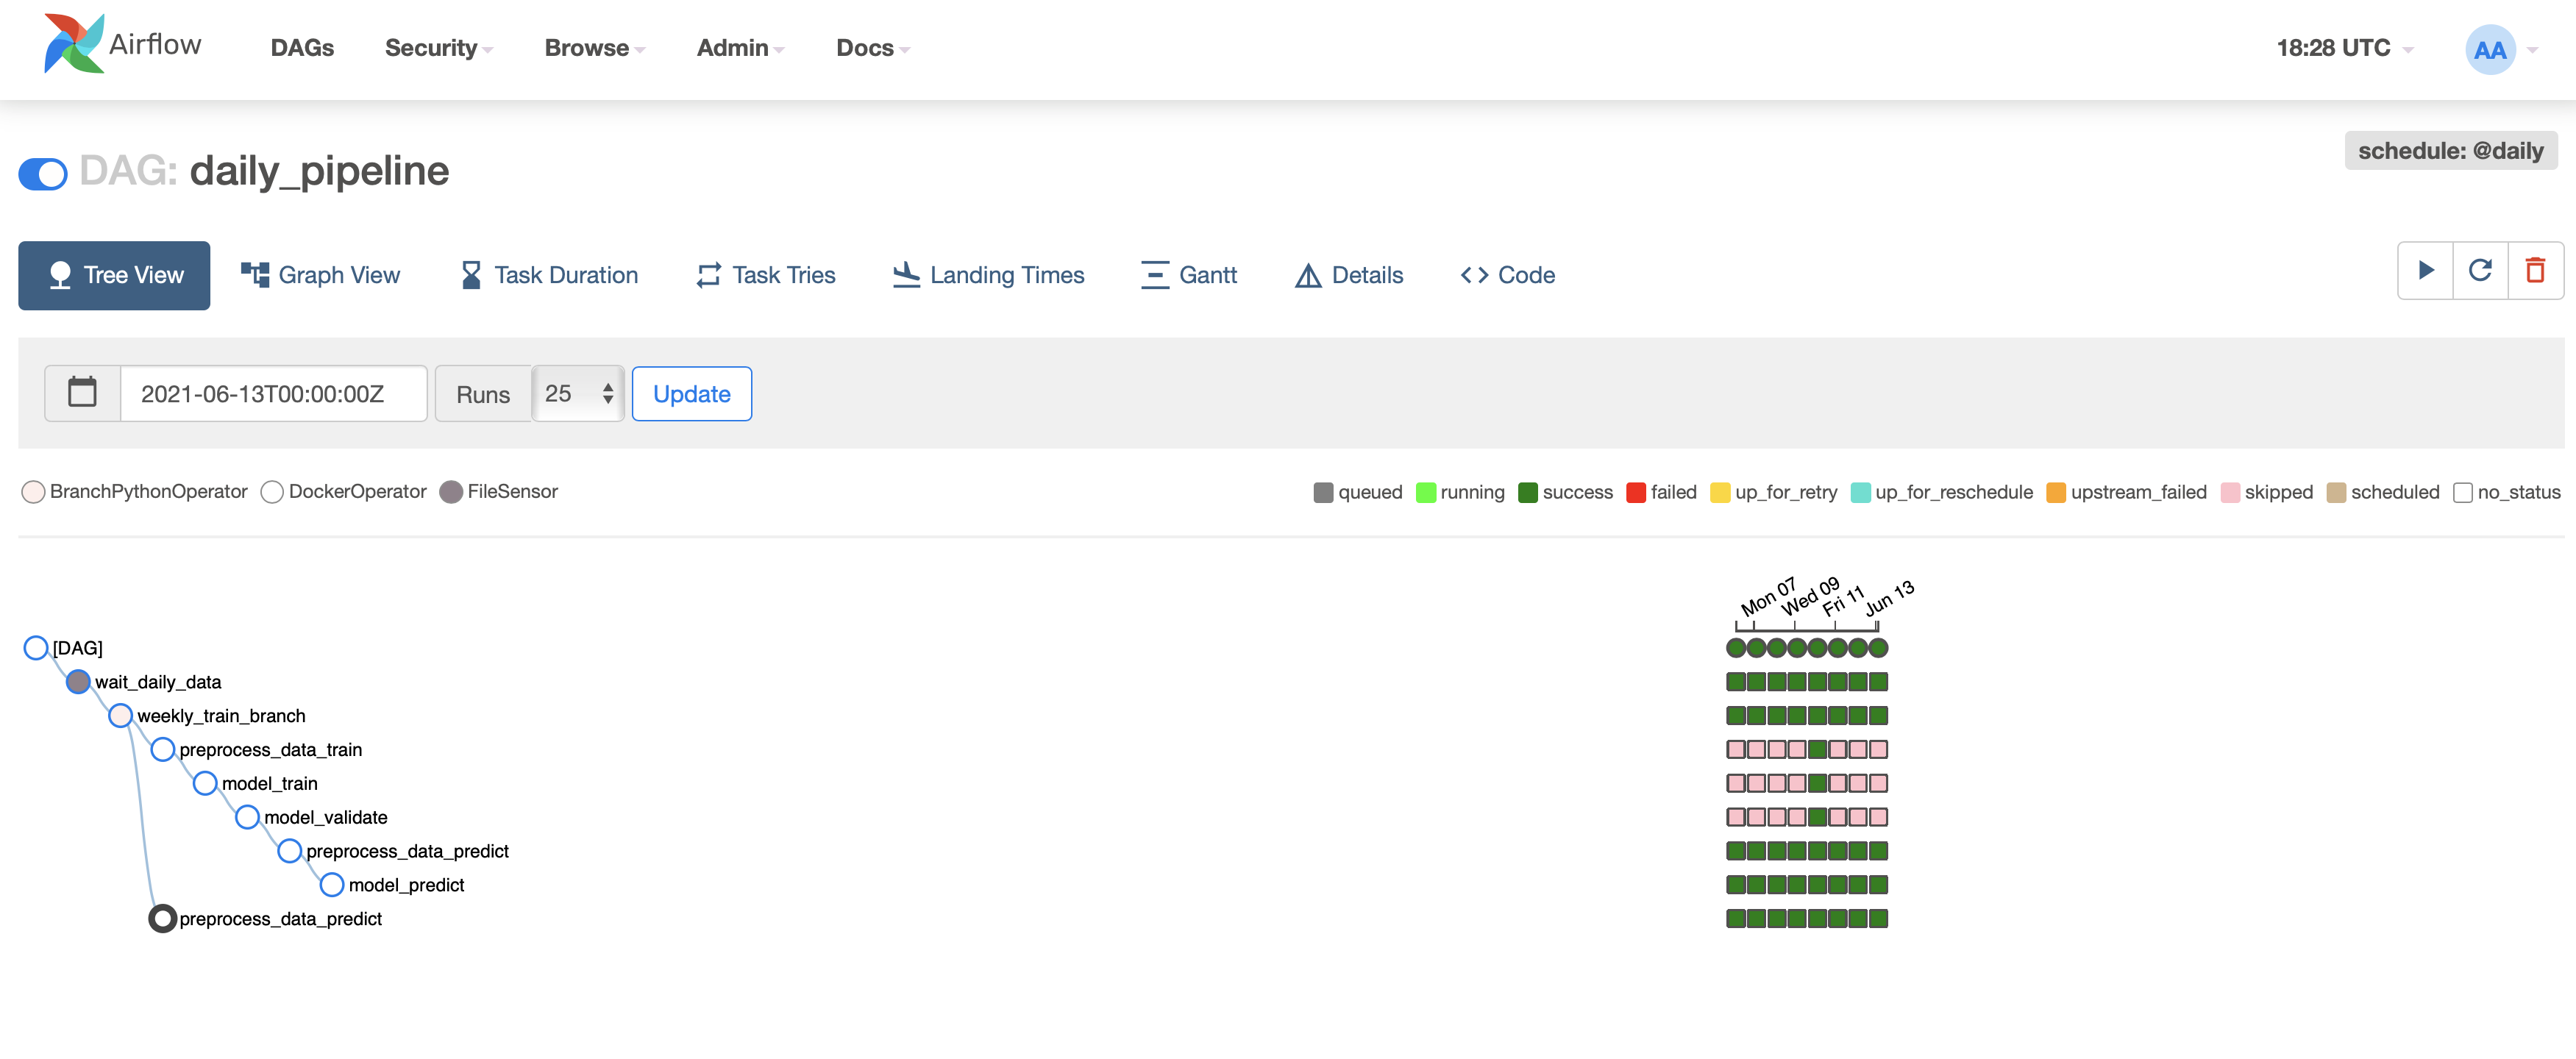 Airflow DAGs Security Browse Admin Docs 18:28 UTC AA
schedule: @daily
DAG: daily_pipeline
Tree View Graph View Task Duration Task Tries Landing Times Gantt Details Code
2021-06-13T00:00:00Z Runs 25 Update
BranchPythonOperator DockerOperator FileSensor queued running success failed up_for_retry up_for_reschedule upstream_failed skipped scheduled no_status
Mon 07 Wed 09 Fri 11 Jun 13
[DAG]
wait_daily_data
weekly_train_branch
preprocess_data_train
model_train
model_validate
preprocess_data_predict
model_predict
preprocess_data_predict